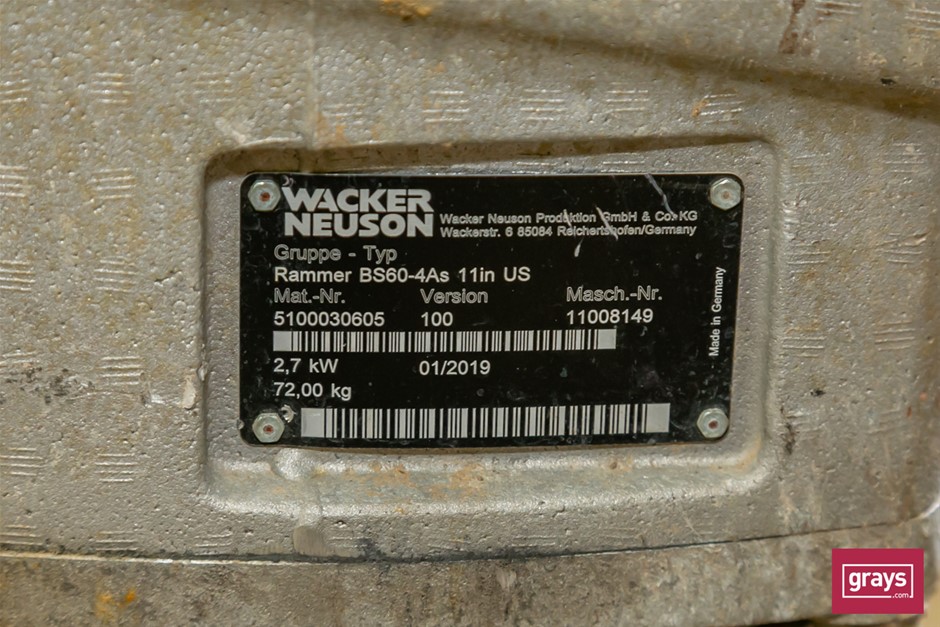 WACKER
NEUSON
Wacker Neuson Produktion GmbH & Co. KG
Wackerstr. 6 85084 Reichertshofen/Germany
Gruppe - Typ
Rammer BS60-4As 11in US
Mat.-Nr. Version Masch.-Nr.
5100030605 100 11008149
2,7 kW 01/2019
72,00 kg
Made in Germany
grays
.com